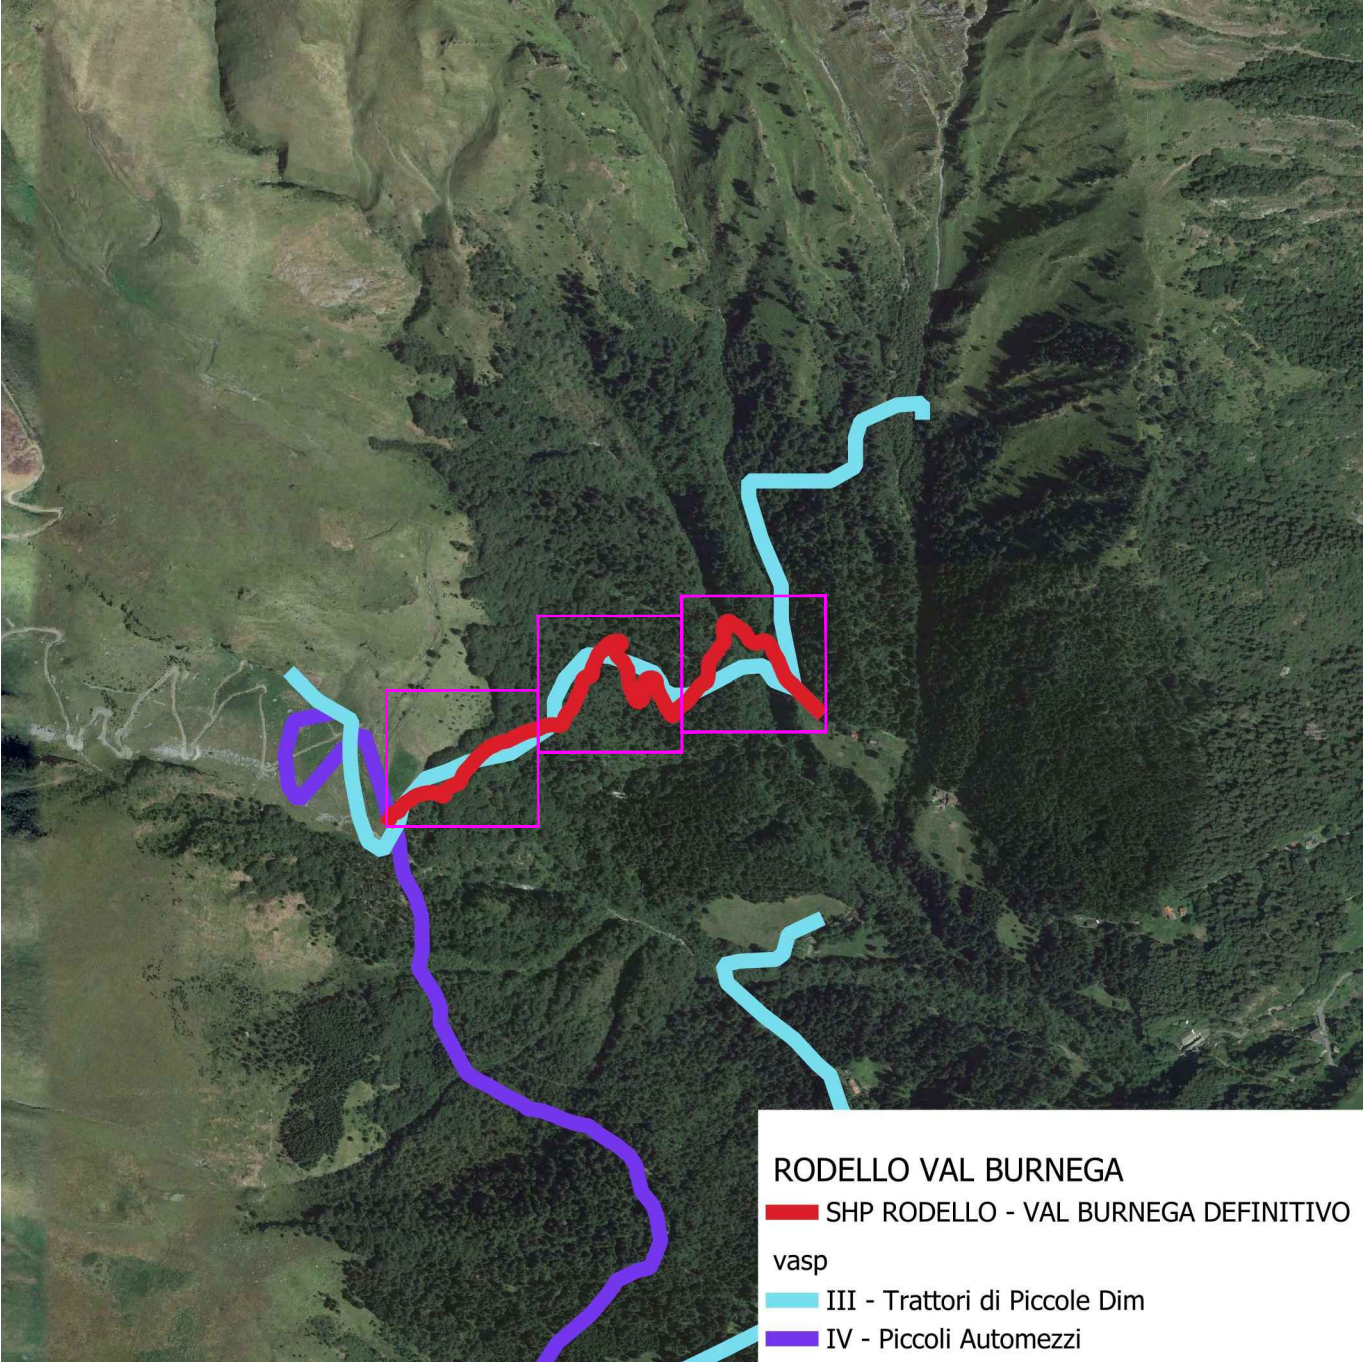 RODELLO VAL BURNEGA
SHP RODELLO - VAL BURNEGA DEFINITIVO
vasp
III - Trattori di Piccole Dim
IV - Piccoli Automezzi